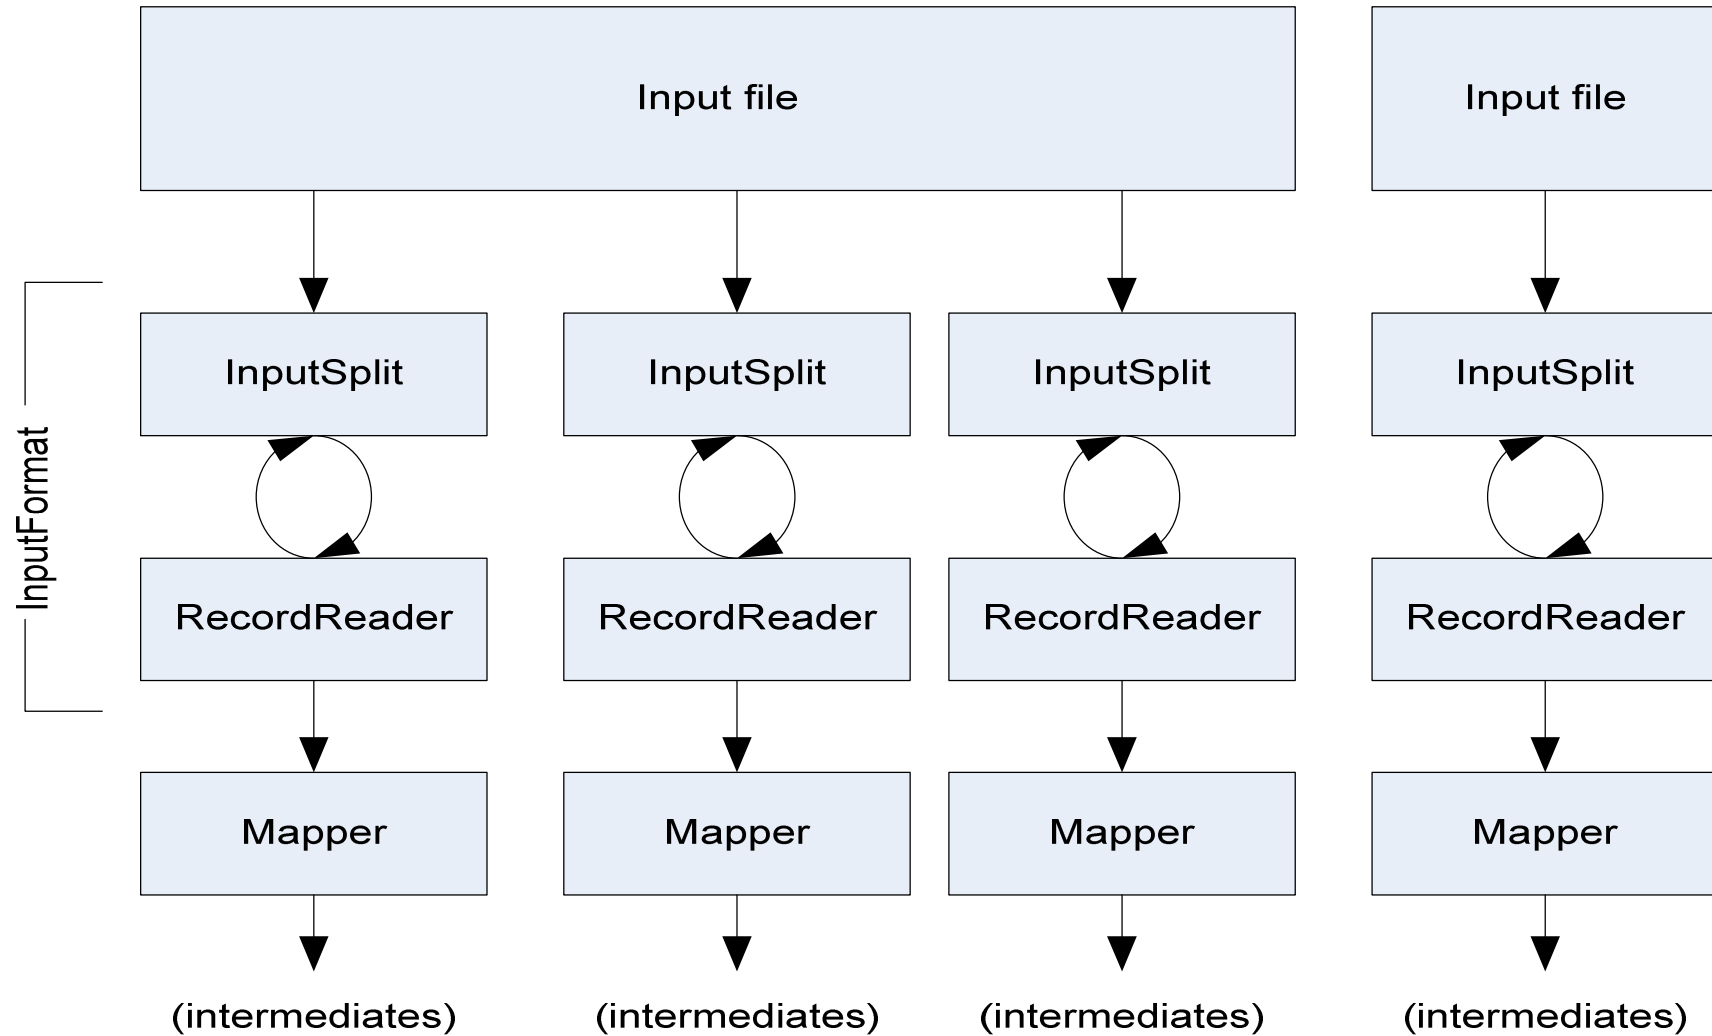 Input file
Input file
InputSplit
InputSplit
InputSplit
InputSplit
InputFormat
RecordReader
RecordReader
RecordReader
RecordReader
Mapper
Mapper
Mapper
Mapper
(intermediates)
(intermediates)
(intermediates)
(intermediates)